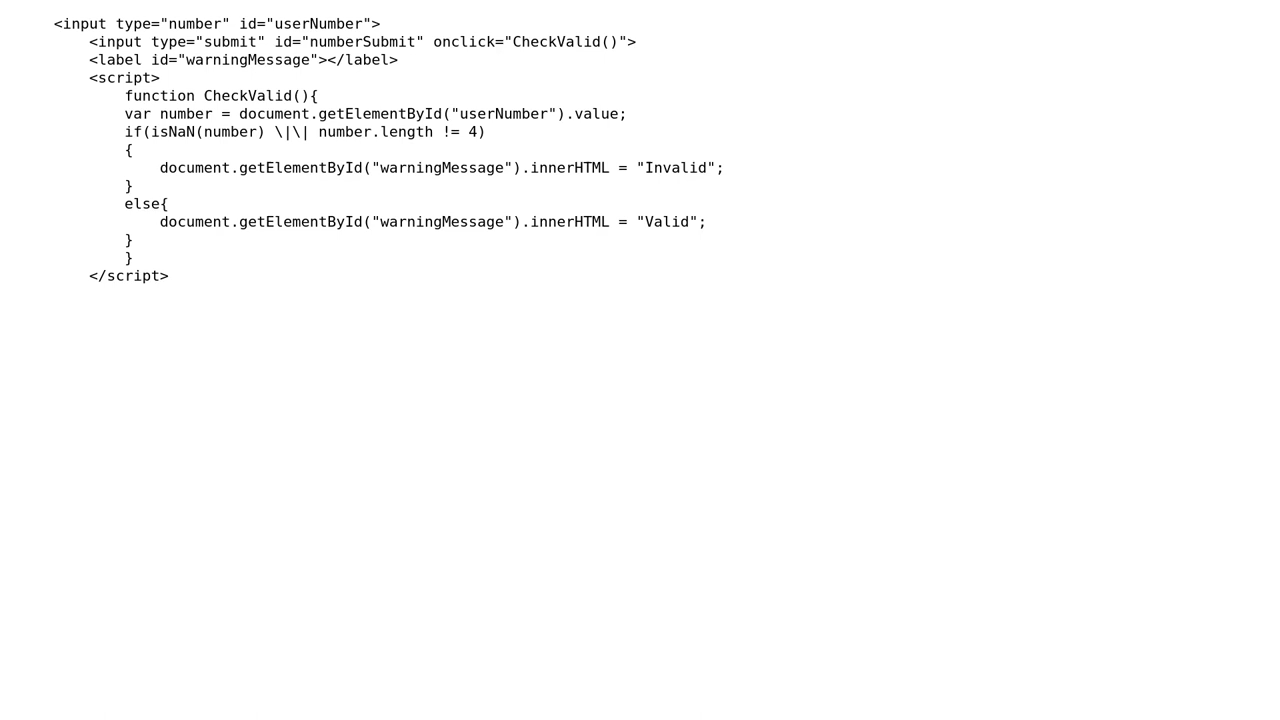 <input type="number" id="userNumber">
    <input type="submit" id="numberSubmit" onclick="CheckValid()">
    <label id="warningMessage"></label>
    <script>
        function CheckValid(){
        var number = document.getElementById("userNumber").value;
        if(isNaN(number) \|\| number.length != 4)
        {
            document.getElementById("warningMessage").innerHTML = "Invalid";
        }
        else{
            document.getElementById("warningMessage").innerHTML = "Valid";
        }
        }
    </script>